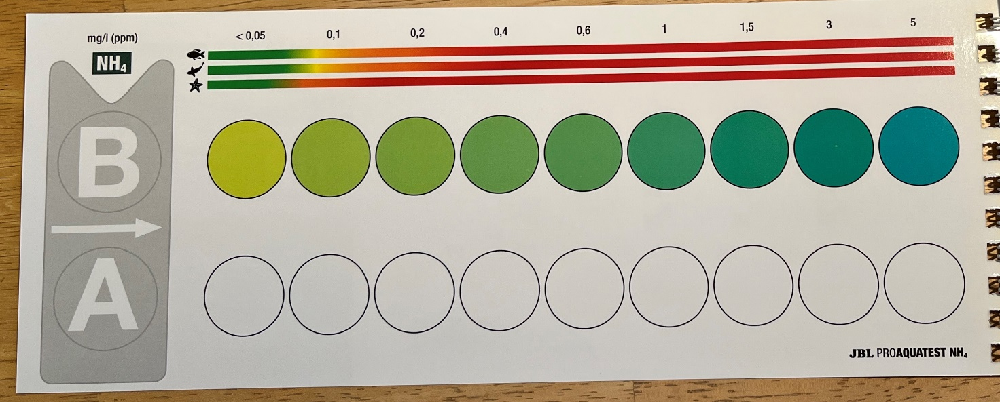 mg/l (ppm)
< 0,05 0,1 0,2 0,4 0,6 1 1,5 3 5
NH₄
B
A
JBL PROAQUATEST NH₄